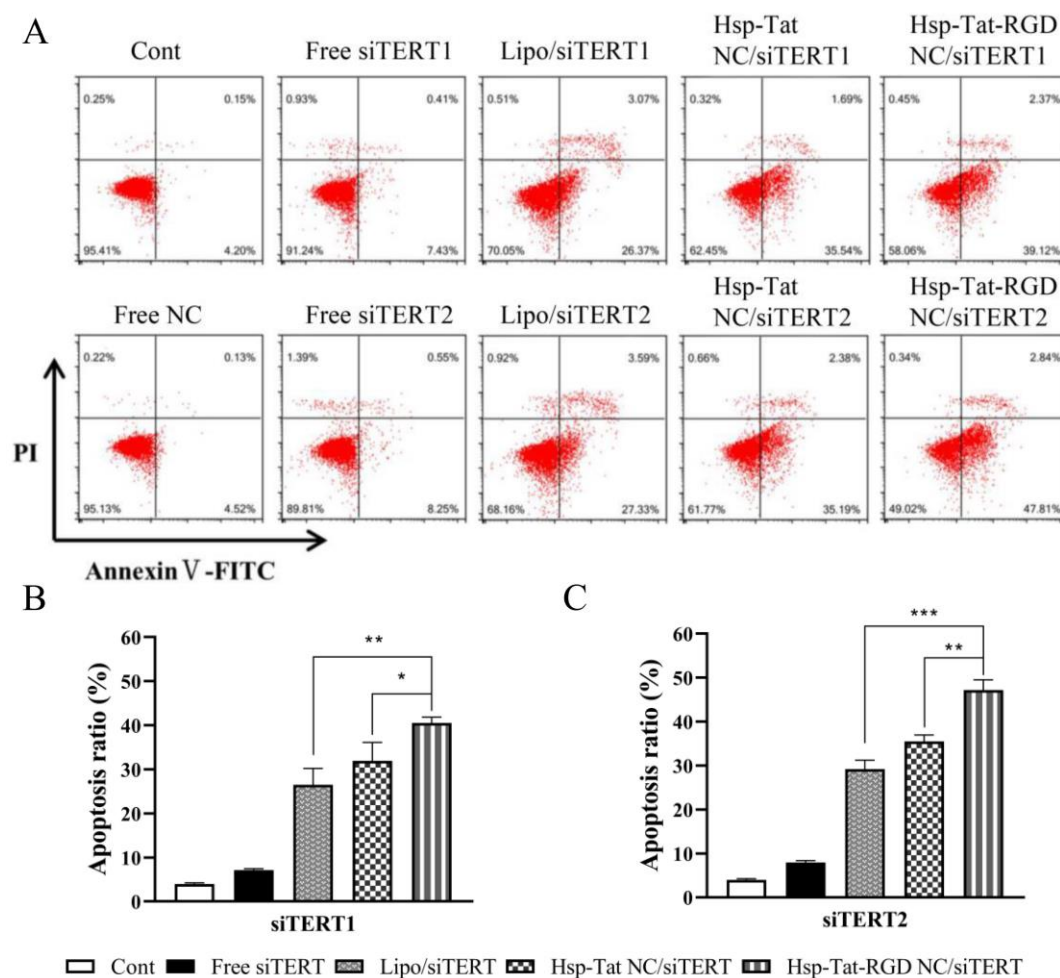 A
Cont
Free siTERT1
Lipo/siTERT1
Hsp-Tat
NC/siTERT1
Hsp-Tat-RGD
NC/siTERT1
0.25% 0.15%
95.41% 4.20%
0.93% 0.41%
91.24% 7.43%
0.51% 3.07%
70.05% 26.37%
0.32% 1.69%
62.45% 35.54%
0.45% 2.37%
58.06% 39.12%
Free NC
Free siTERT2
Lipo/siTERT2
Hsp-Tat
NC/siTERT2
Hsp-Tat-RGD
NC/siTERT2
0.22% 0.13%
95.13% 4.52%
1.39% 0.55%
89.81% 8.25%
0.92% 3.59%
68.16% 27.33%
0.66% 2.38%
61.77% 35.19%
0.34% 2.84%
49.02% 47.81%
PI
Annexin Ⅴ-FITC
B
Apoptosis ratio (%)
60
50
40
30
20
10
0
**
*
siTERT1
C
Apoptosis ratio (%)
60
50
40
30
20
10
0
***
**
siTERT2
Cont Free siTERT Lipo/siTERT Hsp-Tat NC/siTERT Hsp-Tat-RGD NC/siTERT